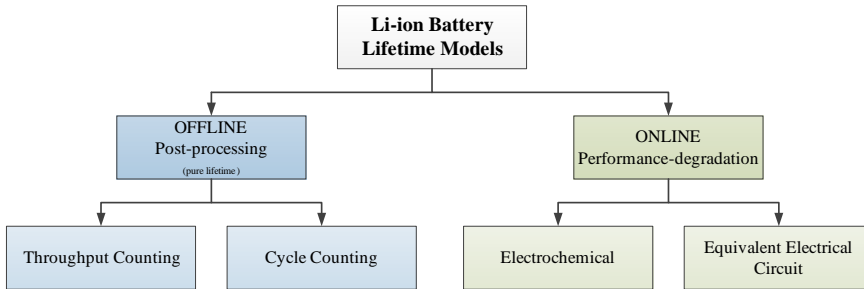 Li-ion Battery
Lifetime Models
OFFLINE
Post-processing
(pure lifetime)
ONLINE
Performance-degradation
Throughput Counting
Cycle Counting
Electrochemical
Equivalent Electrical
Circuit